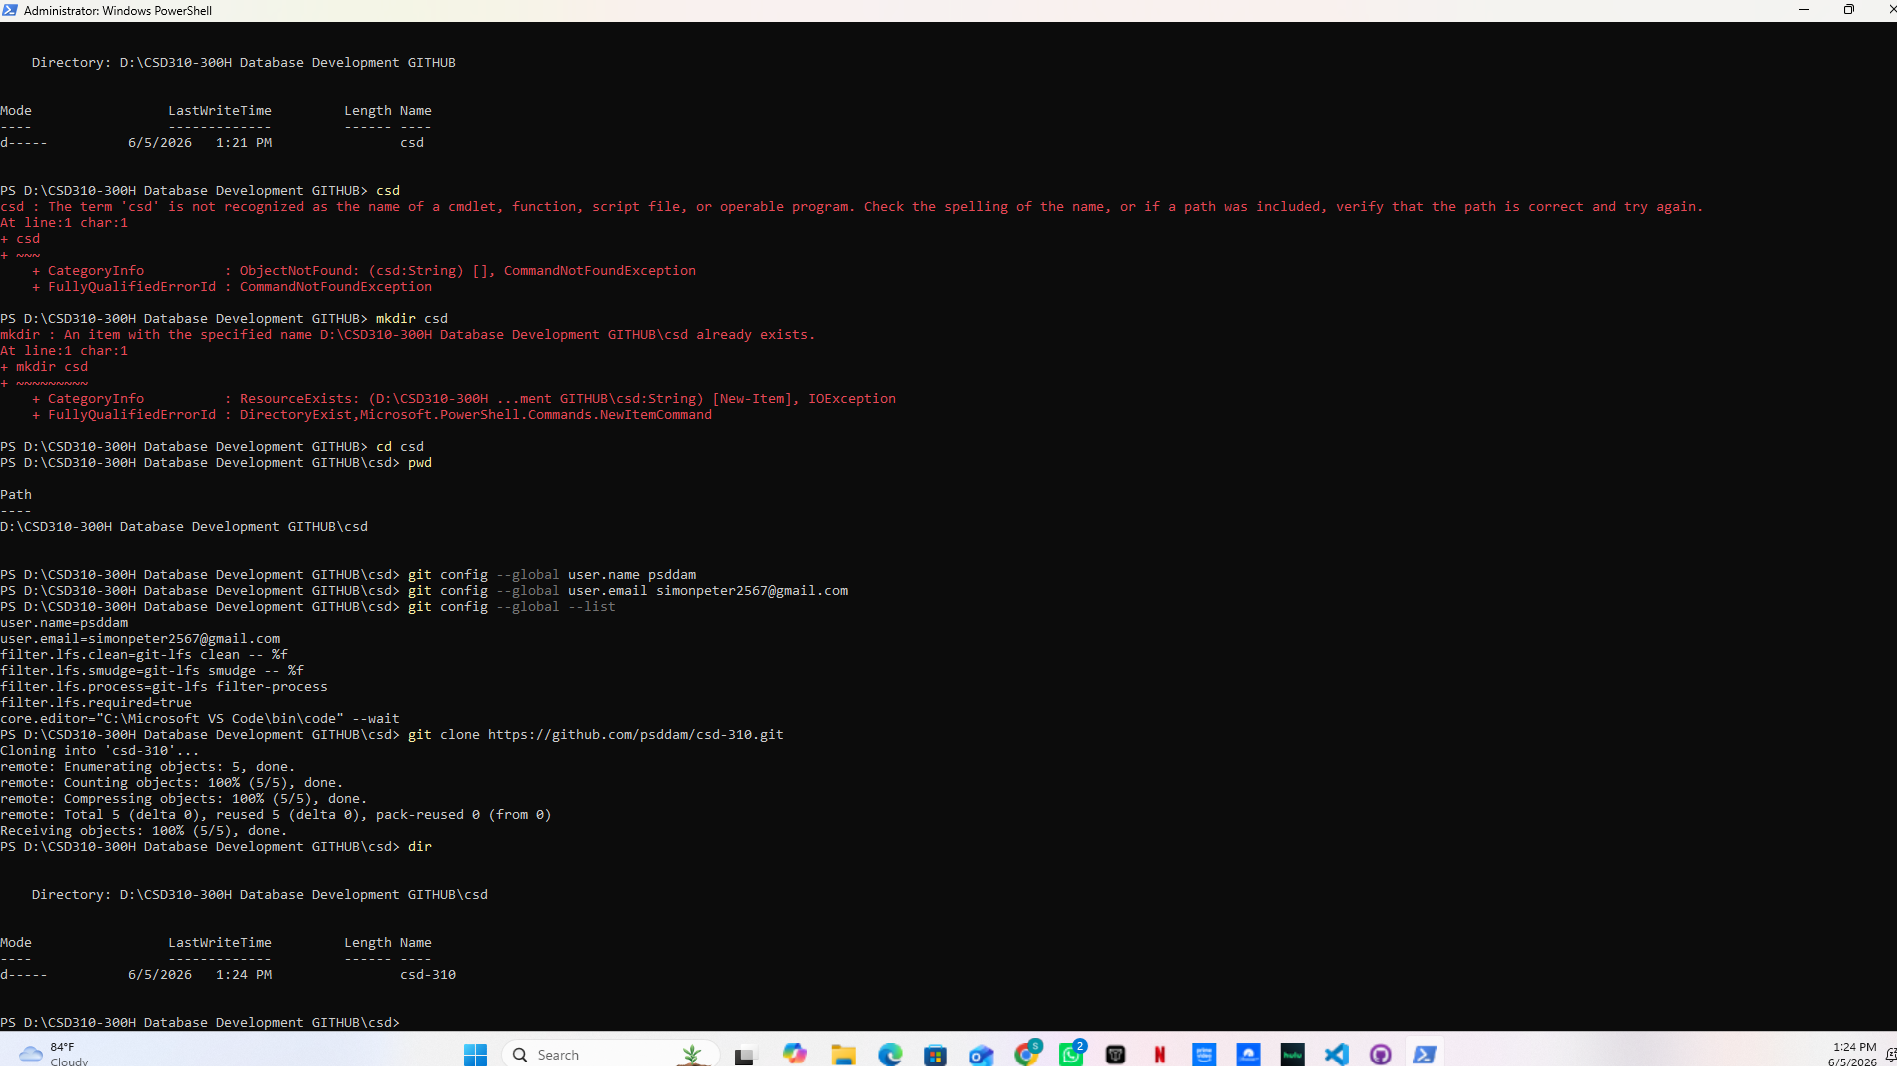 Administrator: Windows PowerShell
    Directory: D:\CSD310-300H Database Development GITHUB
Mode                 LastWriteTime         Length Name
----                 -------------         ------ ----
d-----          6/5/2026   1:21 PM                csd
PS D:\CSD310-300H Database Development GITHUB> csd
csd : The term 'csd' is not recognized as the name of a cmdlet, function, script file, or operable program. Check the spelling of the name, or if a path was included, verify that the path is correct and try again.
At line:1 char:1
+ csd
+ ~~~
    + CategoryInfo          : ObjectNotFound: (csd:String) [], CommandNotFoundException
    + FullyQualifiedErrorId : CommandNotFoundException
PS D:\CSD310-300H Database Development GITHUB> mkdir csd
mkdir : An item with the specified name D:\CSD310-300H Database Development GITHUB\csd already exists.
At line:1 char:1
+ mkdir csd
+ ~~~~~~~~~
    + CategoryInfo          : ResourceExists: (D:\CSD310-300H ...ment GITHUB\csd:String) [New-Item], IOException
    + FullyQualifiedErrorId : DirectoryExist,Microsoft.PowerShell.Commands.NewItemCommand
PS D:\CSD310-300H Database Development GITHUB> cd csd
PS D:\CSD310-300H Database Development GITHUB\csd> pwd
Path
----
D:\CSD310-300H Database Development GITHUB\csd
PS D:\CSD310-300H Database Development GITHUB\csd> git config --global user.name psddam
PS D:\CSD310-300H Database Development GITHUB\csd> git config --global user.email simonpeter2567@gmail.com
PS D:\CSD310-300H Database Development GITHUB\csd> git config --global --list
user.name=psddam
user.email=simonpeter2567@gmail.com
filter.lfs.clean=git-lfs clean -- %f
filter.lfs.smudge=git-lfs smudge -- %f
filter.lfs.process=git-lfs filter-process
filter.lfs.required=true
core.editor="C:\Microsoft VS Code\bin\code" --wait
PS D:\CSD310-300H Database Development GITHUB\csd> git clone https://github.com/psddam/csd-310.git
Cloning into 'csd-310'...
remote: Enumerating objects: 5, done.
remote: Counting objects: 100% (5/5), done.
remote: Compressing objects: 100% (5/5), done.
remote: Total 5 (delta 0), reused 5 (delta 0), pack-reused 0 (from 0)
Receiving objects: 100% (5/5), done.
PS D:\CSD310-300H Database Development GITHUB\csd> dir
    Directory: D:\CSD310-300H Database Development GITHUB\csd
Mode                 LastWriteTime         Length Name
----                 -------------         ------ ----
d-----          6/5/2026   1:24 PM                csd-310
PS D:\CSD310-300H Database Development GITHUB\csd>
84°F
Cloudy
Search
S
2
N
hulu
1:24 PM
6/5/2026